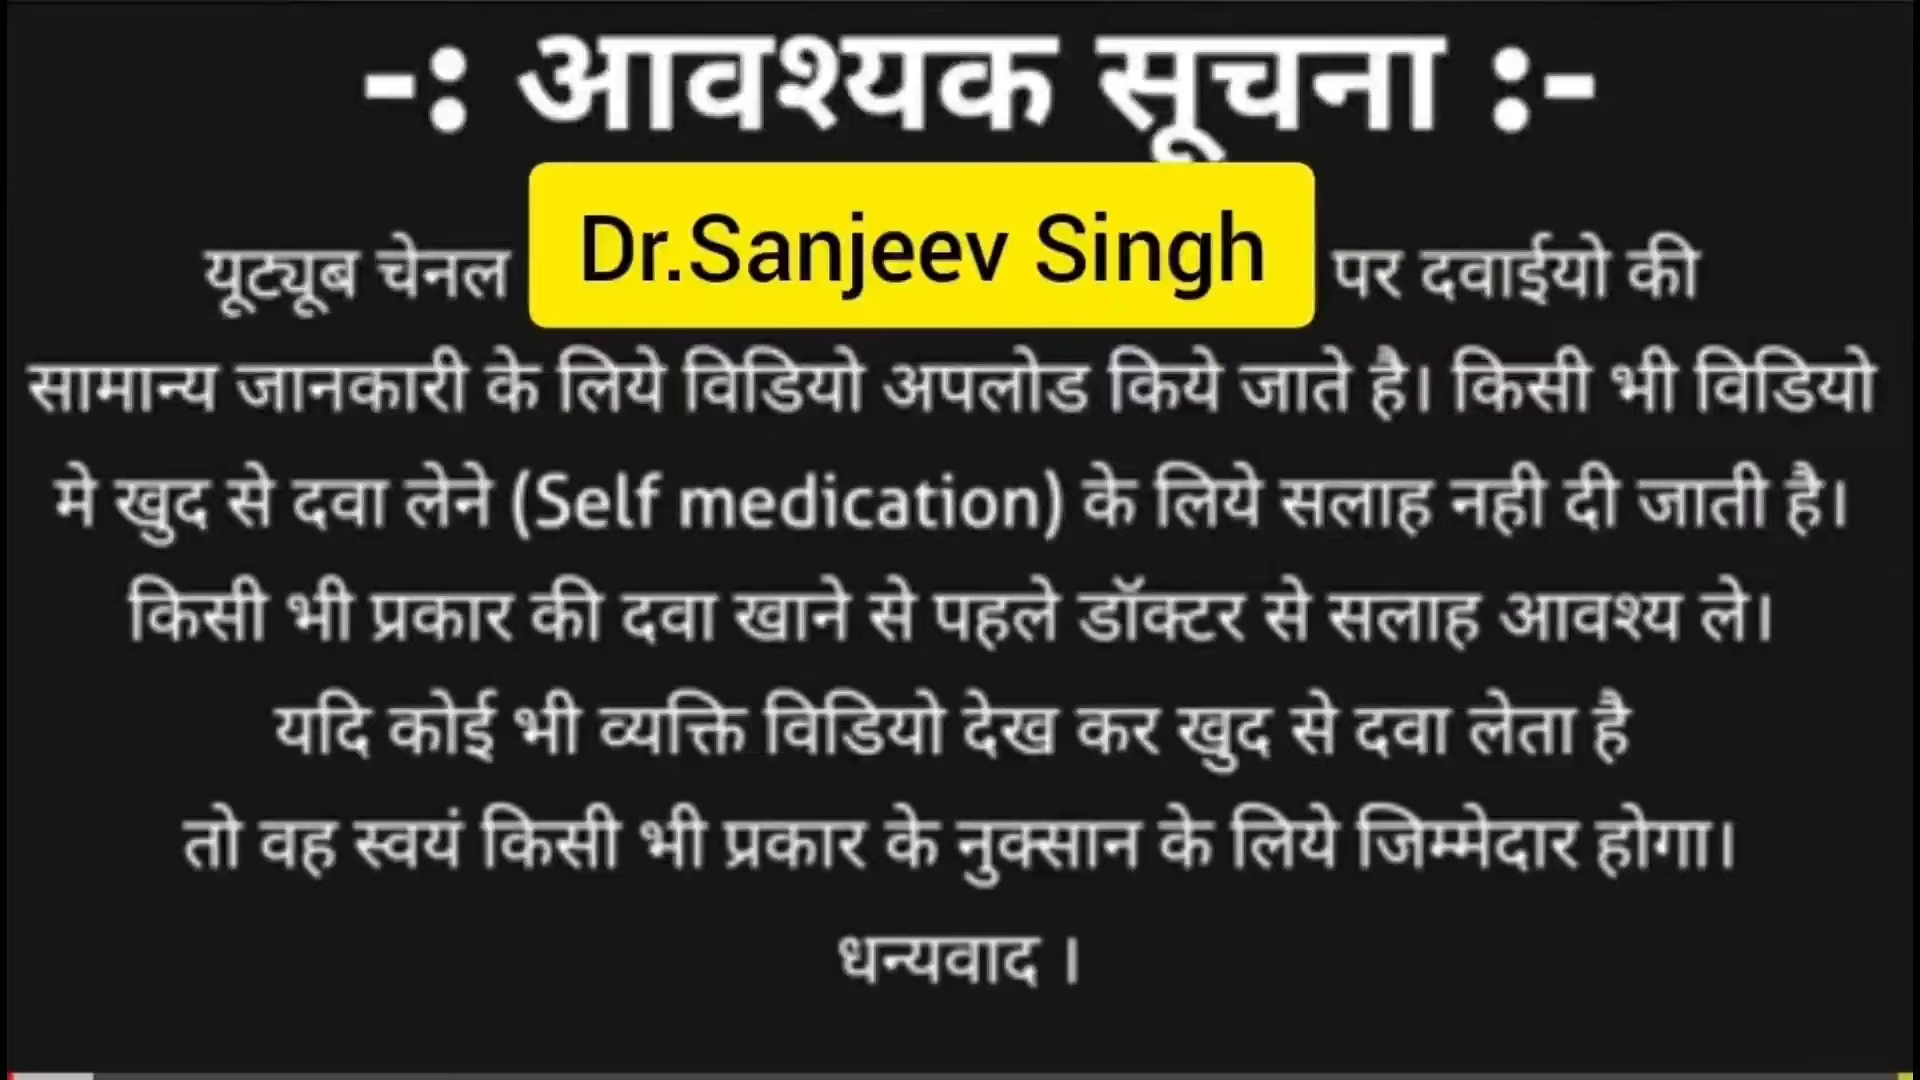 -: आवश्यक सूचना :-
यूट्यूब चेनल Dr.Sanjeev Singh पर दवाईयो की
सामान्य जानकारी के लिये विडियो अपलोड किये जाते है। किसी भी विडियो
मे खुद से दवा लेने (Self medication) के लिये सलाह नही दी जाती है।
किसी भी प्रकार की दवा खाने से पहले डॉक्टर से सलाह आवश्य ले।
यदि कोई भी व्यक्ति विडियो देख कर खुद से दवा लेता है
तो वह स्वयं किसी भी प्रकार के नुक्सान के लिये जिम्मेदार होगा।
धन्यवाद ।